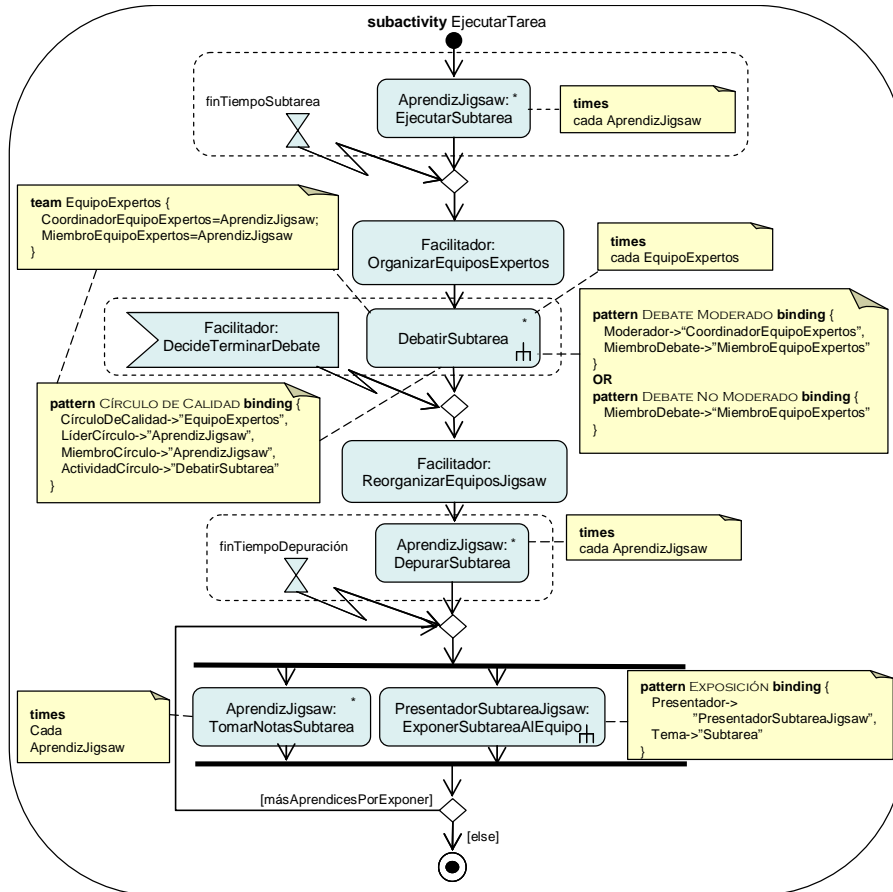 subactivity EjecutarTarea
finTiempoSubtarea
AprendizJigsaw: *
EjecutarSubtarea
times
cada AprendizJigsaw
team EquipoExpertos {
CoordinadorEquipoExpertos=AprendizJigsaw;
MiembroEquipoExpertos=AprendizJigsaw
}
Facilitador:
OrganizarEquiposExpertos
times
cada EquipoExpertos
Facilitador:
DecideTerminarDebate
*
DebatirSubtarea
pattern DEBATE MODERADO binding {
Moderador->“CoordinadorEquipoExpertos”,
MiembroDebate->”MiembroEquipoExpertos”
}
OR
pattern DEBATE NO MODERADO binding {
MiembroDebate->“MiembroEquipoExpertos”
}
pattern CÍRCULO DE CALIDAD binding {
CírculoDeCalidad->”EquipoExpertos”,
LíderCírculo->”AprendizJigsaw”,
MiembroCírculo->”AprendizJigsaw”,
ActividadCírculo->”DebatirSubtarea”
}
Facilitador:
ReorganizarEquiposJigsaw
finTiempoDepuración
AprendizJigsaw: *
DepurarSubtarea
times
cada AprendizJigsaw
times
Cada
AprendizJigsaw
AprendizJigsaw: *
TomarNotasSubtarea
PresentadorSubtareaJigsaw:
ExponerSubtareaAlEquipo
pattern EXPOSICIÓN binding {
Presentador->
”PresentadorSubtareaJigsaw”,
Tema->”Subtarea”
}
[másAprendicesPorExponer]
[else]